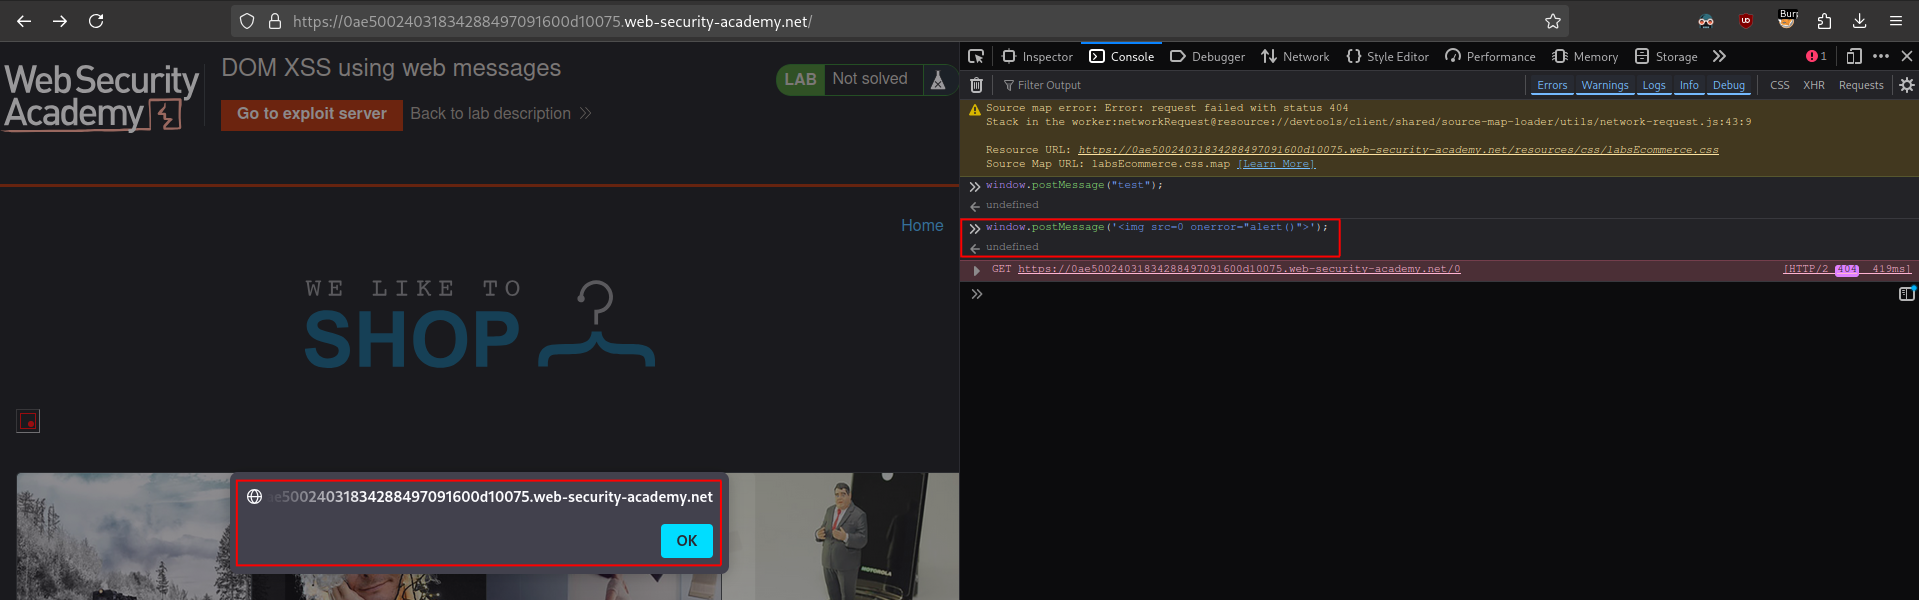 https://0ae50024031834288497091600d10075.web-security-academy.net/
Burp
Web Security
Academy
DOM XSS using web messages
Go to exploit server
Back to lab description
LAB
Not solved
Home
WE LIKE TO
SHOP
ae50024031834288497091600d10075.web-security-academy.net
OK
MOTOROLA
Inspector
Console
Debugger
Network
Style Editor
Performance
Memory
Storage
1
Filter Output
Errors
Warnings
Logs
Info
Debug
CSS
XHR
Requests
Source map error: Error: request failed with status 404
Stack in the worker:networkRequest@resource://devtools/client/shared/source-map-loader/utils/network-request.js:43:9
Resource URL: https://0ae50024031834288497091600d10075.web-security-academy.net/resources/css/labsEcommerce.css
Source Map URL: labsEcommerce.css.map [Learn More]
window.postMessage("test");
undefined
window.postMessage('<img src=0 onerror="alert()">');
undefined
GET https://0ae50024031834288497091600d10075.web-security-academy.net/0
[HTTP/2 404 419ms]